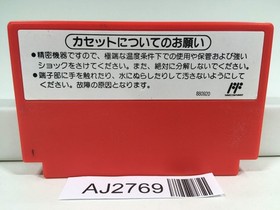 カセットについてのお願い
●精密機器ですので、極端な温度条件下での使用や保管および強い
ショックをさけてください。また、絶対に分解しないでください。
●端子部に手を触れたり、水にぬらしたりして汚さないようにして
ください。故障の原因となります。
AJ2769